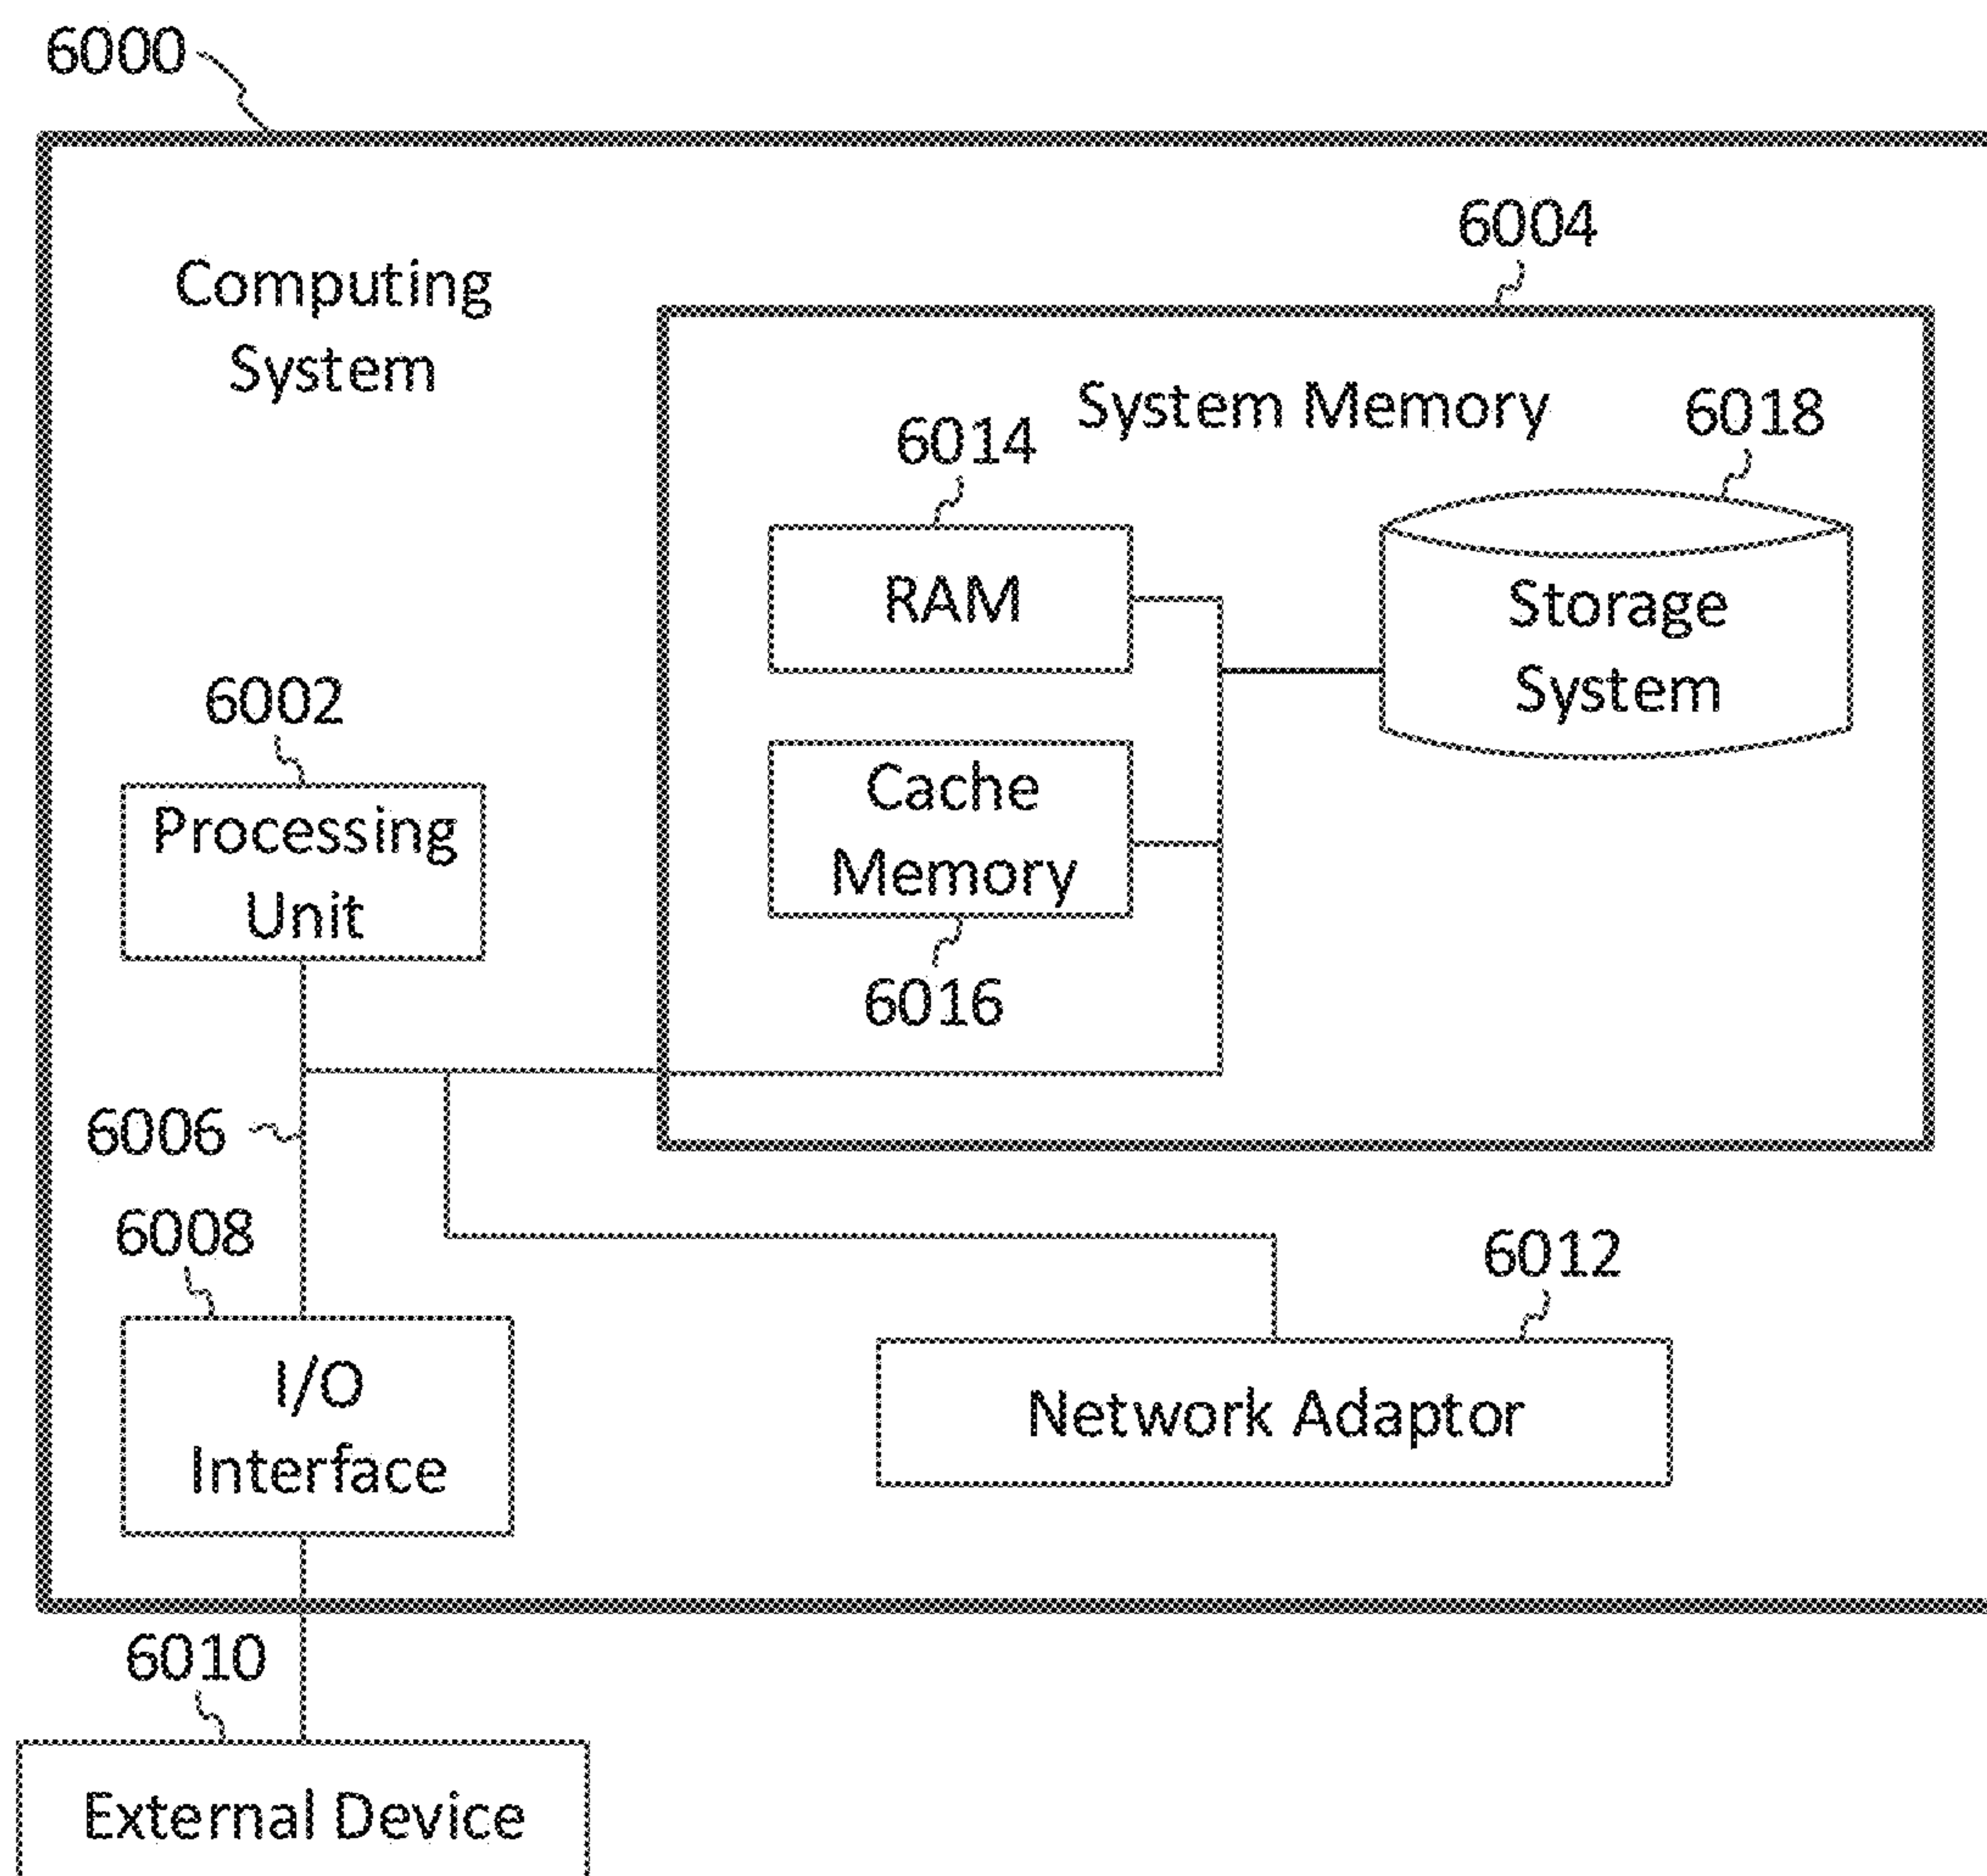 6000
Computing
System
6004
System Memory
6014
6018
RAM
Storage
System
6002
Processing
Unit
Cache
Memory
6016
6006
6008
I/O
Interface
6012
Network Adaptor
6010
External Device